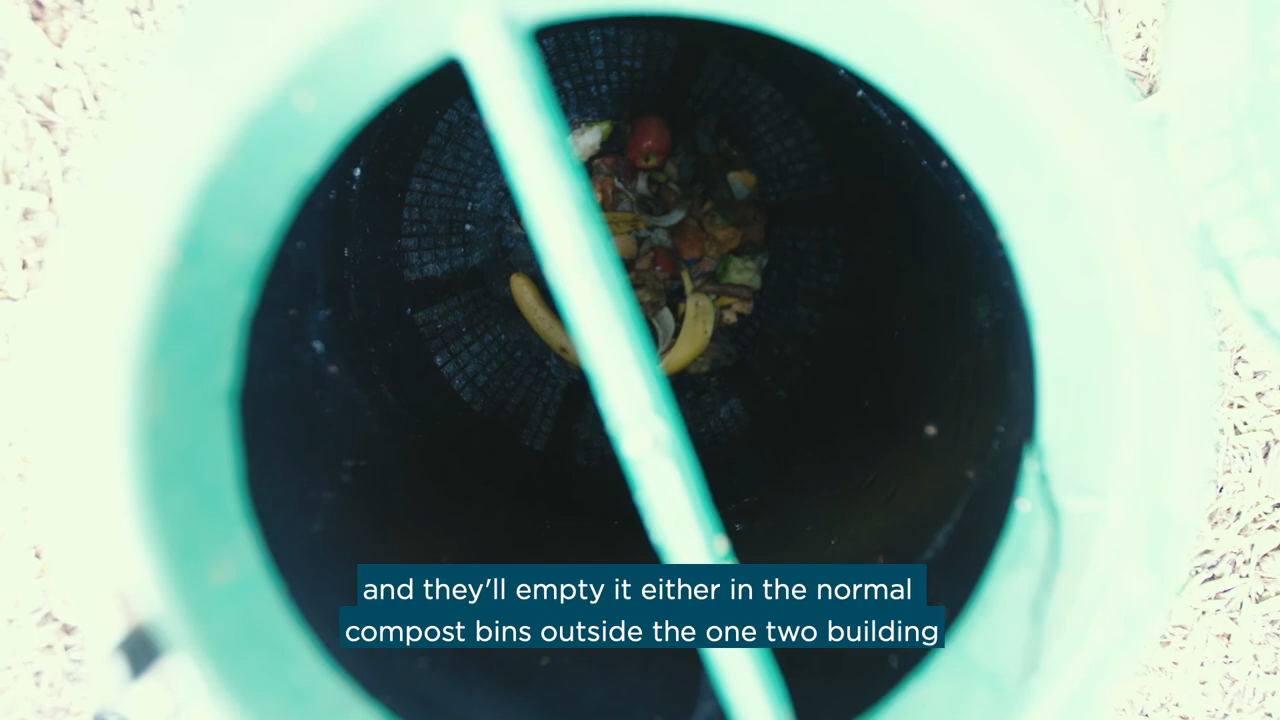 and they'll empty it either in the normal
compost bins outside the one two building